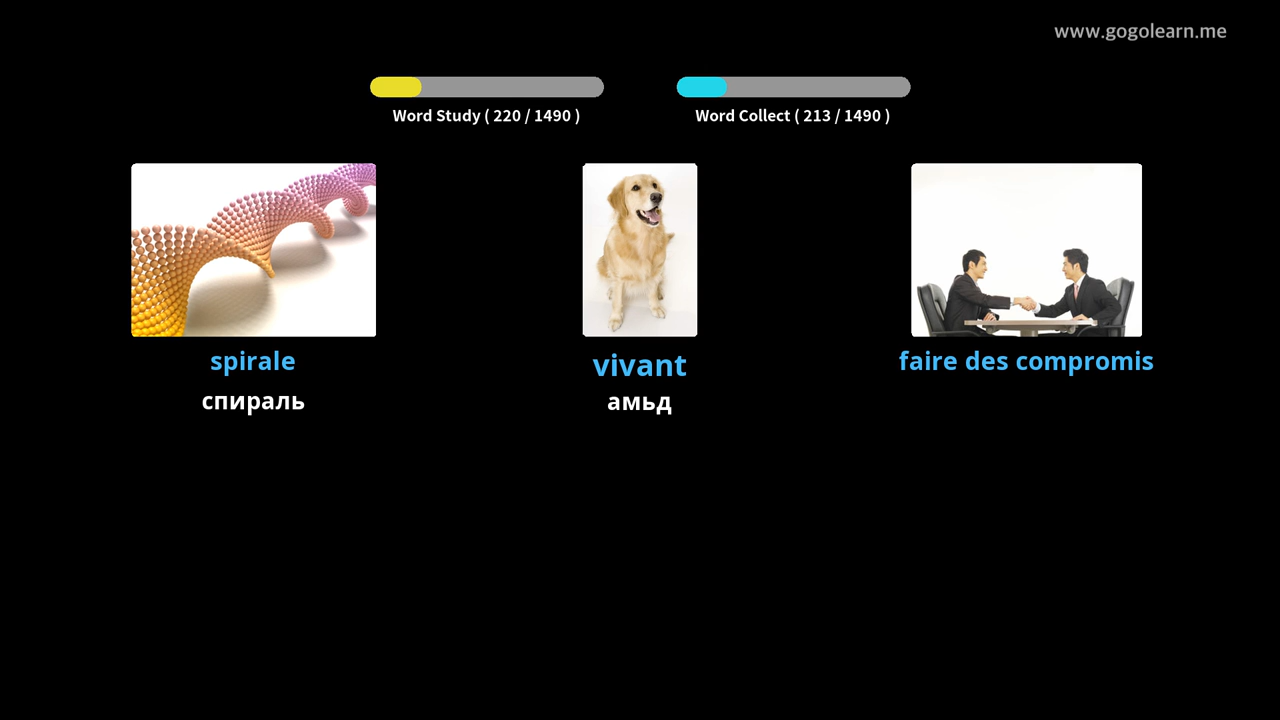 www.gogolearn.me
Word Study ( 220 / 1490 )
Word Collect ( 213 / 1490 )
spirale
vivant
faire des compromis
спираль
амьд